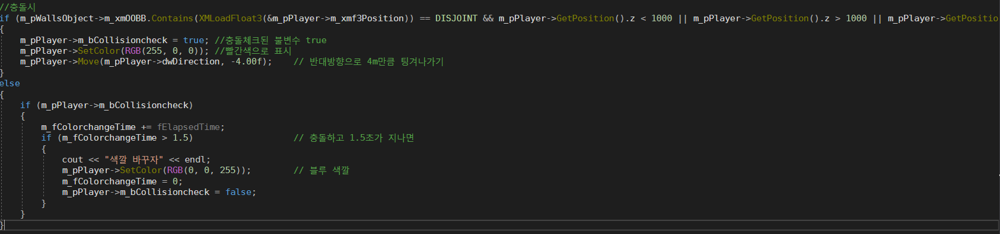 //충돌시
if (m_pWallsObject->m_xmOOBB.Contains(XMLoadFloat3(&m_pPlayer->m_xmf3Position)) == DISJOINT && m_pPlayer->GetPosition().z < 1000 || m_pPlayer->GetPosition().z > 1000 || m_pPlayer->GetPositio
{
    m_pPlayer->m_bCollisioncheck = true; //충돌체크된 불변수 true
    m_pPlayer->SetColor(RGB(255, 0, 0)); //빨간색으로 표시
    m_pPlayer->Move(m_pPlayer->dwDirection, -4.00f);    // 반대방향으로 4m만큼 팅겨나가기
}
else
{
    if (m_pPlayer->m_bCollisioncheck)
    {
        m_fColorchangeTime += fElapsedTime;
        if (m_fColorchangeTime > 1.5)                   // 충돌하고 1.5초가 지나면
        {
            cout << "색깔 바꾸자" << endl;
            m_pPlayer->SetColor(RGB(0, 0, 255));        // 블루 색깔
            m_fColorchangeTime = 0;
            m_pPlayer->m_bCollisioncheck = false;
        }
    }
}